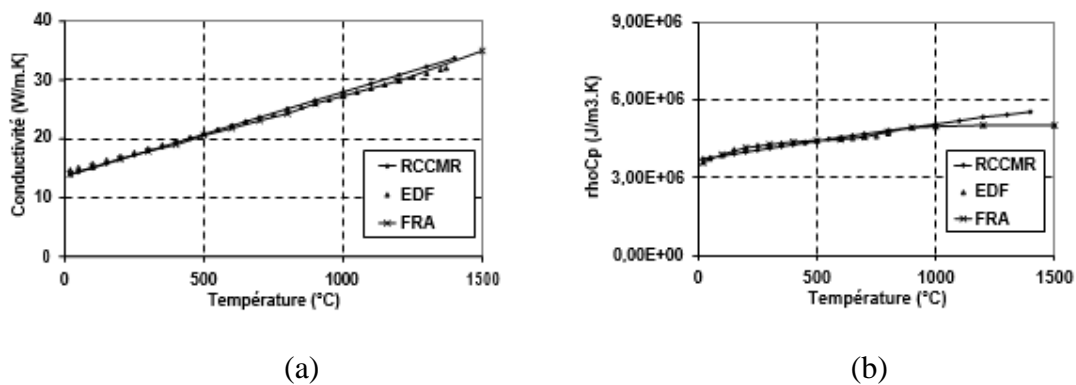 40
30
20
10
0
Conductivité (W/m.K)
RCCMR
EDF
FRA
0 500 1000 1500
Température (°C)
(a)
9,00E+06
6,00E+06
3,00E+06
0,00E+00
rhoCp (J/m3.K)
RCCMR
EDF
FRA
0 500 1000 1500
Température (°C)
(b)